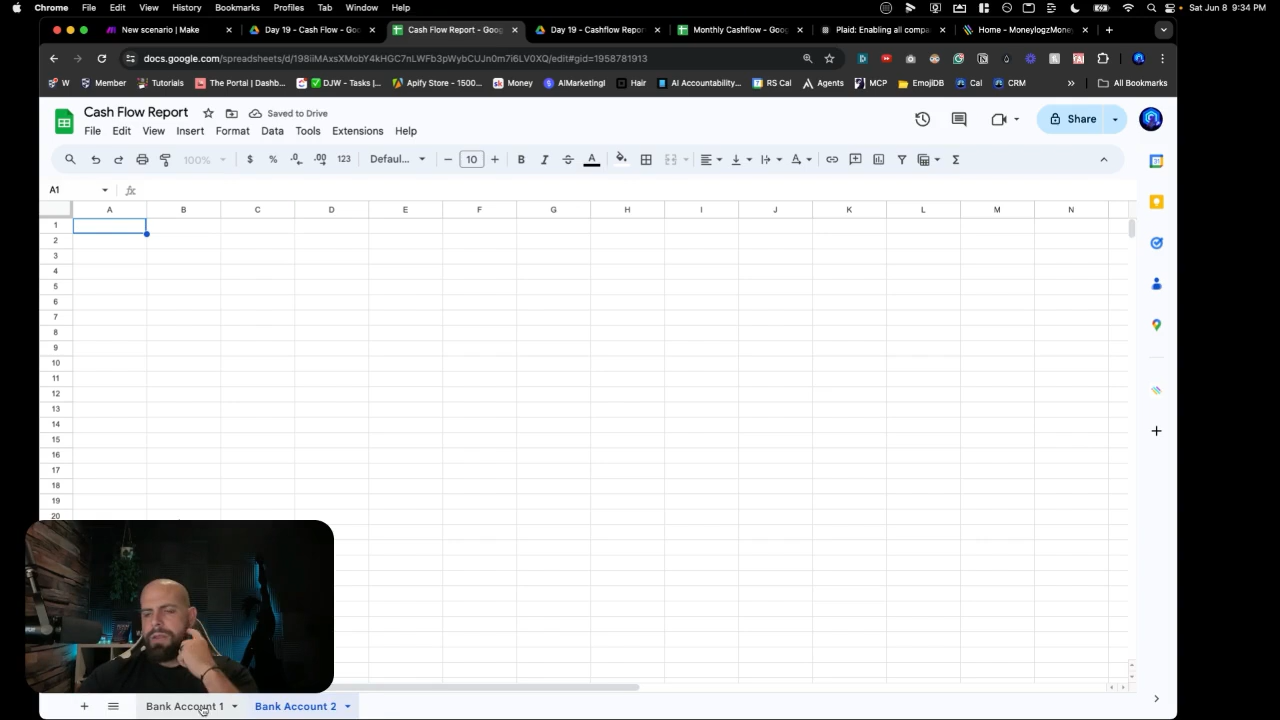 Chrome File Edit View History Bookmarks Profiles Tab Window Help
Sat Jun 8 9:34 PM
New scenario | Make
Day 19 - Cash Flow - Goo
Cash Flow Report - Goog
Day 19 - Cashflow Repor
Monthly Cashflow - Goog
Plaid: Enabling all compa
Home - MoneylogzMoney
docs.google.com/spreadsheets/d/198iiMAxsXMobY4kHGC7nLWFb3pWybCUJn0m7i6LV0XQ/edit#gid=1958781913
W Member Tutorials The Portal | Dashb... DJW - Tasks |... Apify Store - 1500... Money AIMarketingl Hair AI Accountability... RS Cal Agents MCP EmojiDB Cal CRM » All Bookmarks
Cash Flow Report
Saved to Drive
File Edit View Insert Format Data Tools Extensions Help
Share
100% $ % .0 .00 123 Defaul... 10 B I A
A1 fx
A B C D E F G H I J K L M N
1
2
3
4
5
6
7
8
9
10
11
12
13
14
15
16
17
18
19
20
Bank Account 1 Bank Account 2